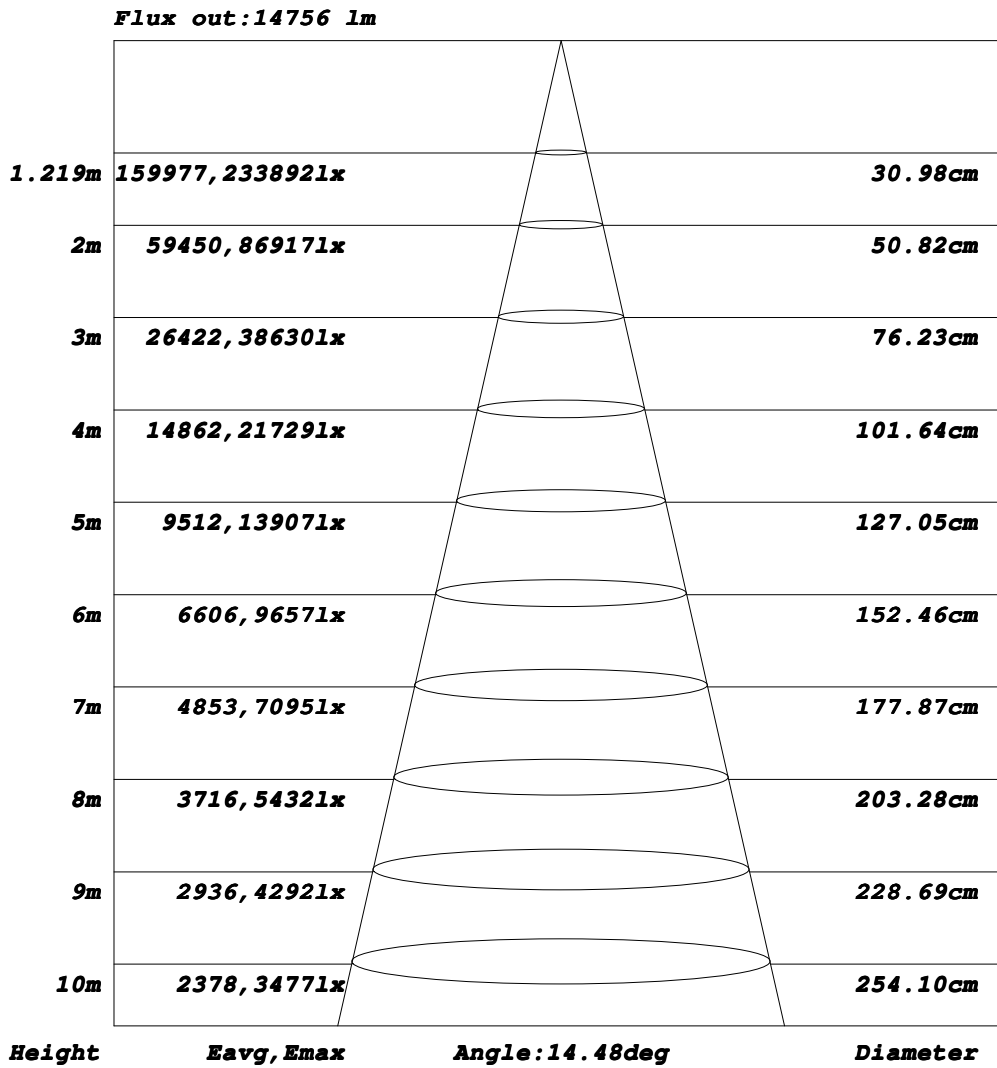 Flux out:14756 lm
1.219m 159977,233892lx 30.98cm
2m 59450,86917lx 50.82cm
3m 26422,38630lx 76.23cm
4m 14862,21729lx 101.64cm
5m 9512,13907lx 127.05cm
6m 6606,9657lx 152.46cm
7m 4853,7095lx 177.87cm
8m 3716,5432lx 203.28cm
9m 2936,4292lx 228.69cm
10m 2378,3477lx 254.10cm
Height Eavg,Emax Angle:14.48deg Diameter